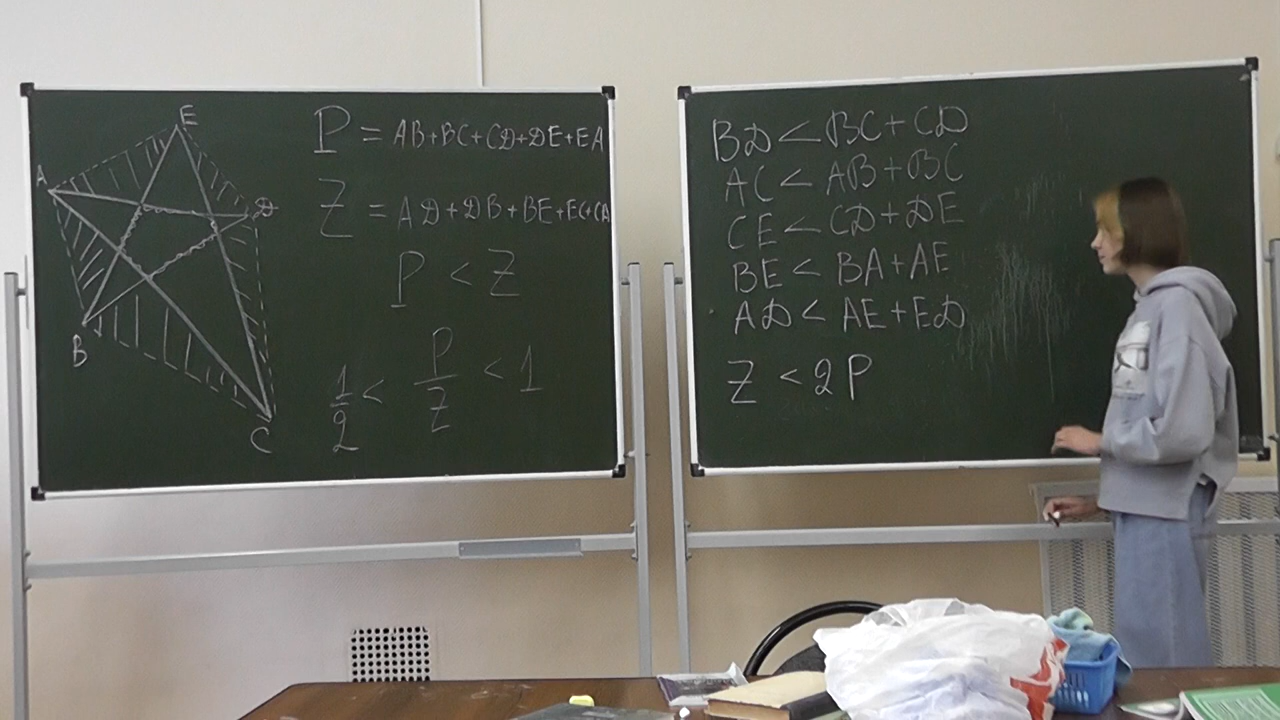 E
A
D
B
C
P = AB+BC+CD+DE+EA
Z = AD+DB+BE+EC+CA
P < Z
1/2 < P/Z < 1
BD < BC+CD
AC < AB+BC
CE < CD+DE
BE < BA+AE
AD < AE+ED
Z < 2P